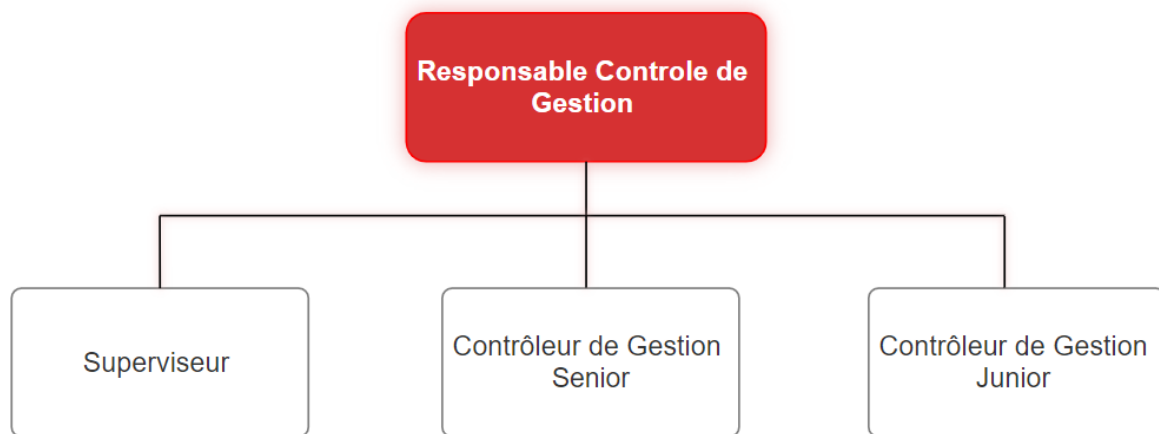 Responsable Controle de
Gestion
Superviseur
Contrôleur de Gestion
Senior
Contrôleur de Gestion
Junior